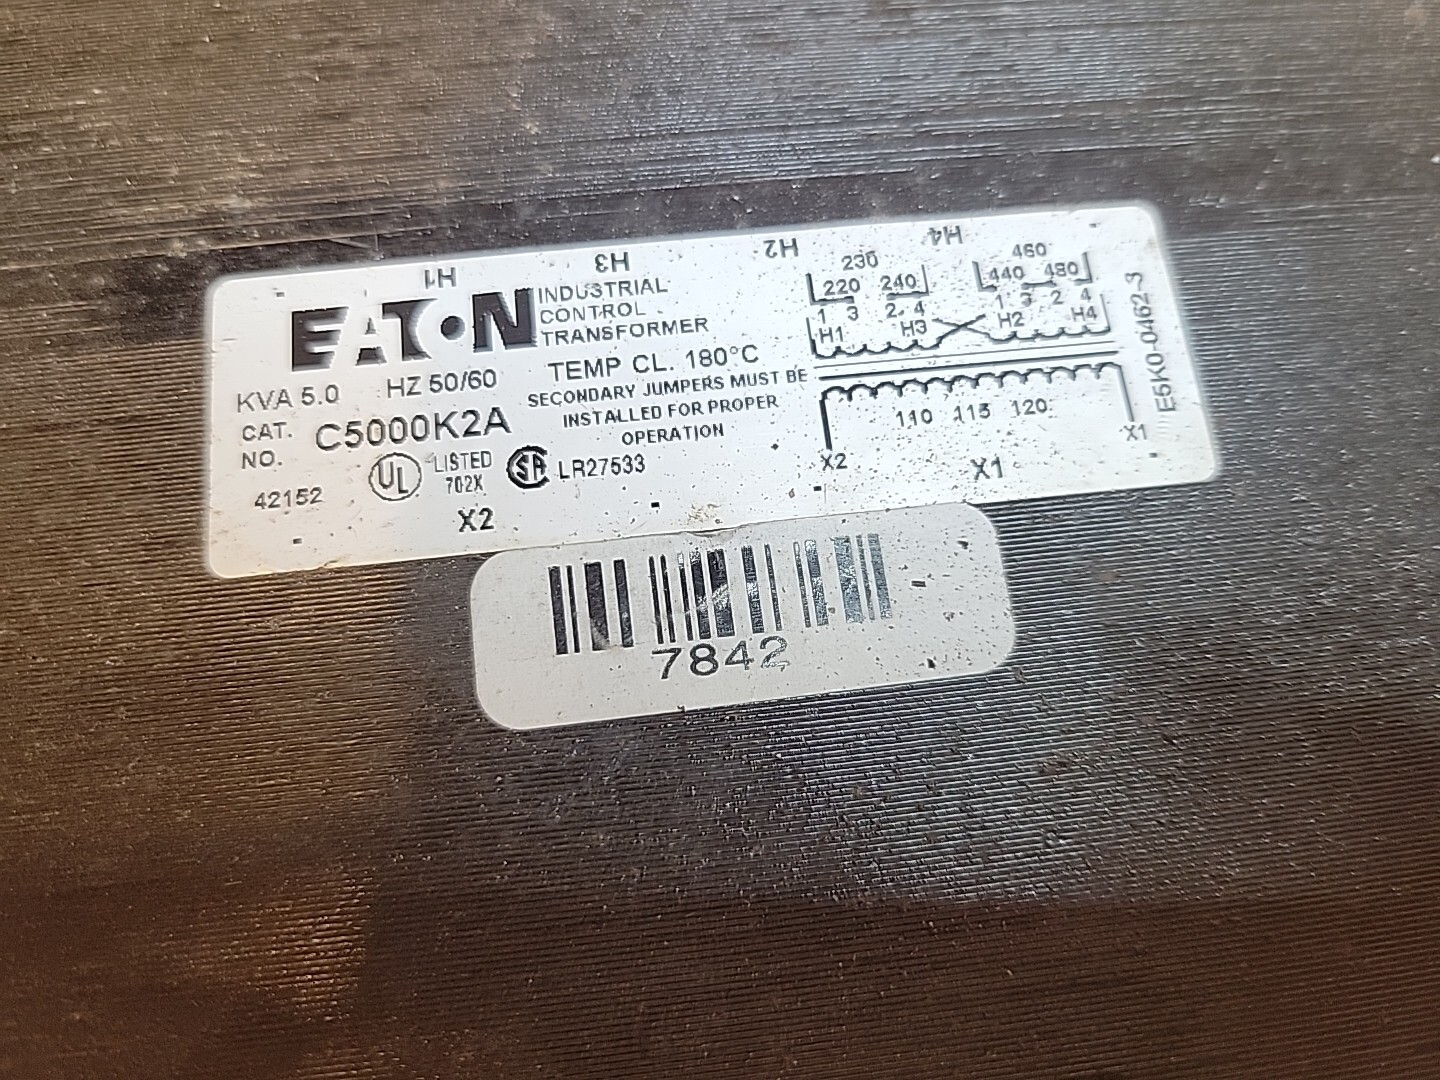 H1 H3 H2 H4
EATON
INDUSTRIAL
CONTROL
TRANSFORMER
KVA 5.0 HZ 50/60
TEMP CL. 180°C
CAT. NO. C5000K2A
SECONDARY JUMPERS MUST BE
INSTALLED FOR PROPER
OPERATION
42152
UL LISTED
702X
SA LR27533
X2 X1
230 460
220 240 440 480
1 3 2 4 1 3 2 4
H1 H3 H2 H4
110 115 120
X2 X1
E5K0-0462-3
7842